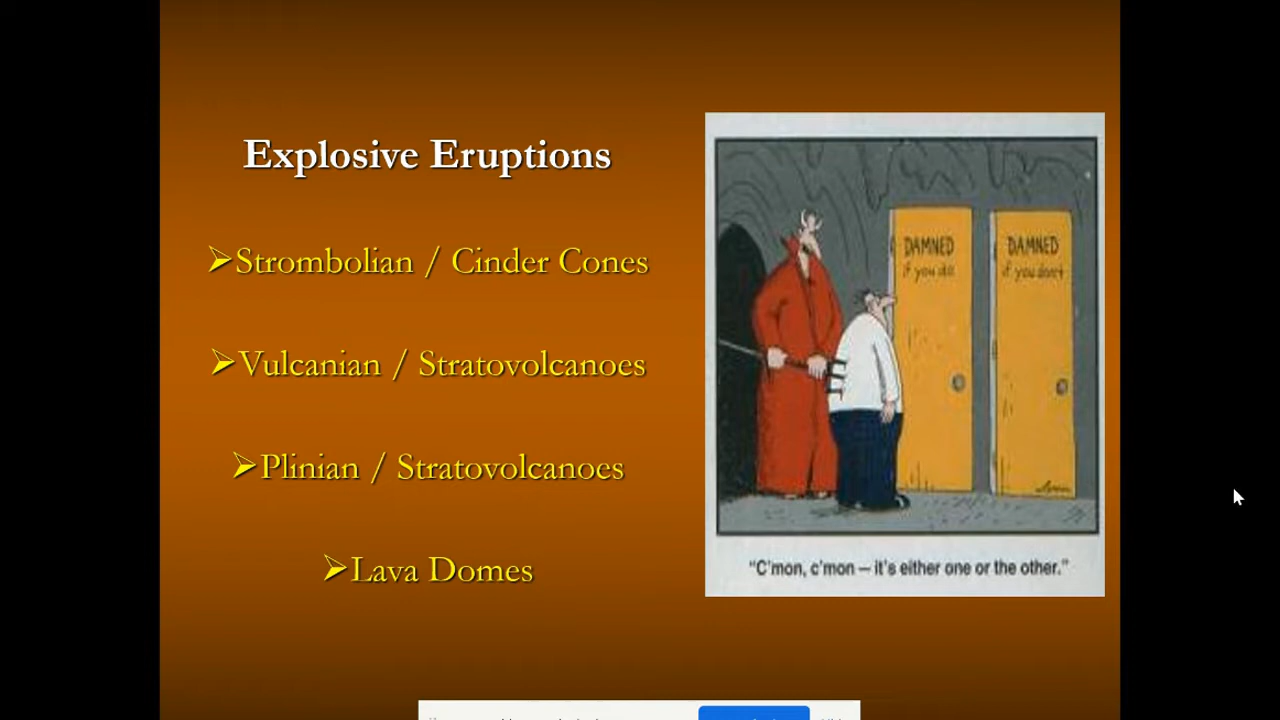 Explosive Eruptions
➢Strombolian / Cinder Cones
➢Vulcanian / Stratovolcanoes
➢Plinian / Stratovolcanoes
➢Lava Domes
DAMNED
if you do
DAMNED
if you don't
"C'mon, c'mon — it's either one or the other."